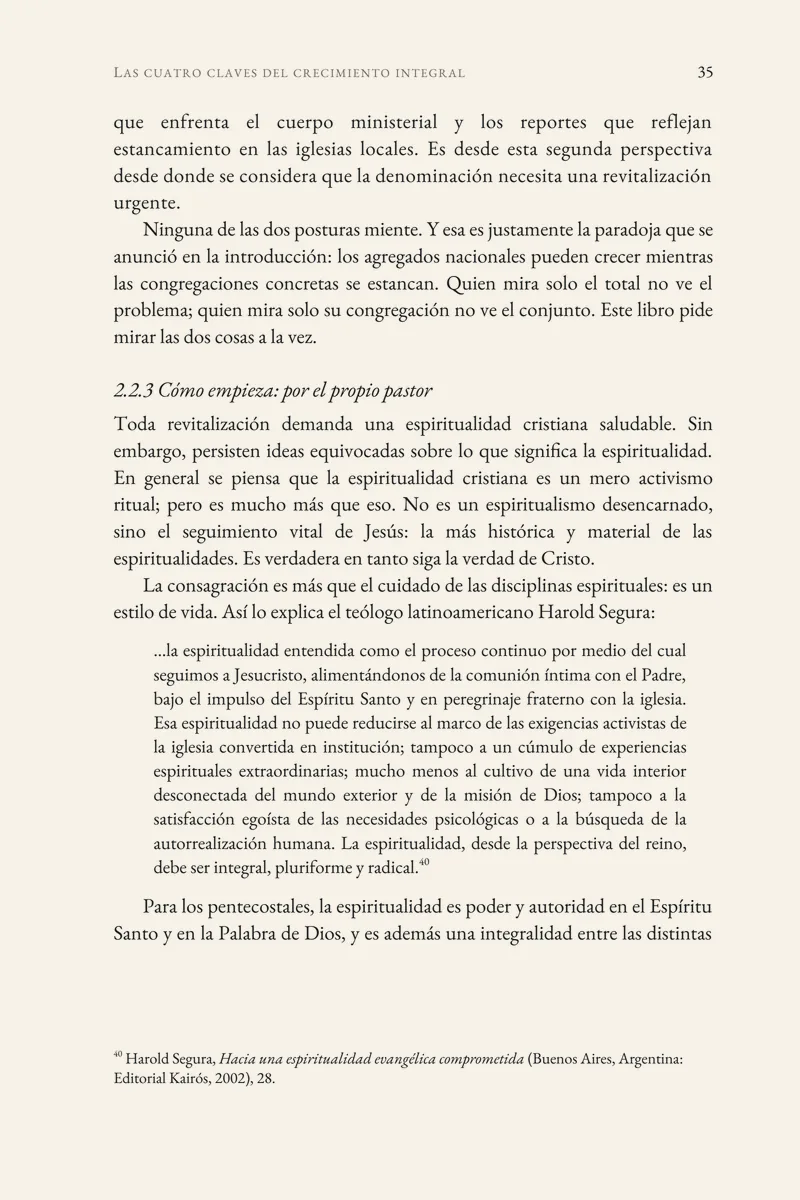 LAS CUATRO CLAVES DEL CRECIMIENTO INTEGRAL 35
que enfrenta el cuerpo ministerial y los reportes que reflejan
estancamiento en las iglesias locales. Es desde esta segunda perspectiva
desde donde se considera que la denominación necesita una revitalización
urgente.
Ninguna de las dos posturas miente. Y esa es justamente la paradoja que se
anunció en la introducción: los agregados nacionales pueden crecer mientras
las congregaciones concretas se estancan. Quien mira solo el total no ve el
problema; quien mira solo su congregación no ve el conjunto. Este libro pide
mirar las dos cosas a la vez.
2.2.3 Cómo empieza: por el propio pastor
Toda revitalización demanda una espiritualidad cristiana saludable. Sin
embargo, persisten ideas equivocadas sobre lo que significa la espiritualidad.
En general se piensa que la espiritualidad cristiana es un mero activismo
ritual; pero es mucho más que eso. No es un espiritualismo desencarnado,
sino el seguimiento vital de Jesús: la más histórica y material de las
espiritualidades. Es verdadera en tanto siga la verdad de Cristo.
La consagración es más que el cuidado de las disciplinas espirituales: es un
estilo de vida. Así lo explica el teólogo latinoamericano Harold Segura:
...la espiritualidad entendida como el proceso continuo por medio del cual
seguimos a Jesucristo, alimentándonos de la comunión íntima con el Padre,
bajo el impulso del Espíritu Santo y en peregrinaje fraterno con la iglesia.
Esa espiritualidad no puede reducirse al marco de las exigencias activistas de
la iglesia convertida en institución; tampoco a un cúmulo de experiencias
espirituales extraordinarias; mucho menos al cultivo de una vida interior
desconectada del mundo exterior y de la misión de Dios; tampoco a la
satisfacción egoísta de las necesidades psicológicas o a la búsqueda de la
autorrealización humana. La espiritualidad, desde la perspectiva del reino,
debe ser integral, pluriforme y radical.40
Para los pentecostales, la espiritualidad es poder y autoridad en el Espíritu
Santo y en la Palabra de Dios, y es además una integralidad entre las distintas
40 Harold Segura, Hacia una espiritualidad evangélica comprometida (Buenos Aires, Argentina:
Editorial Kairós, 2002), 28.